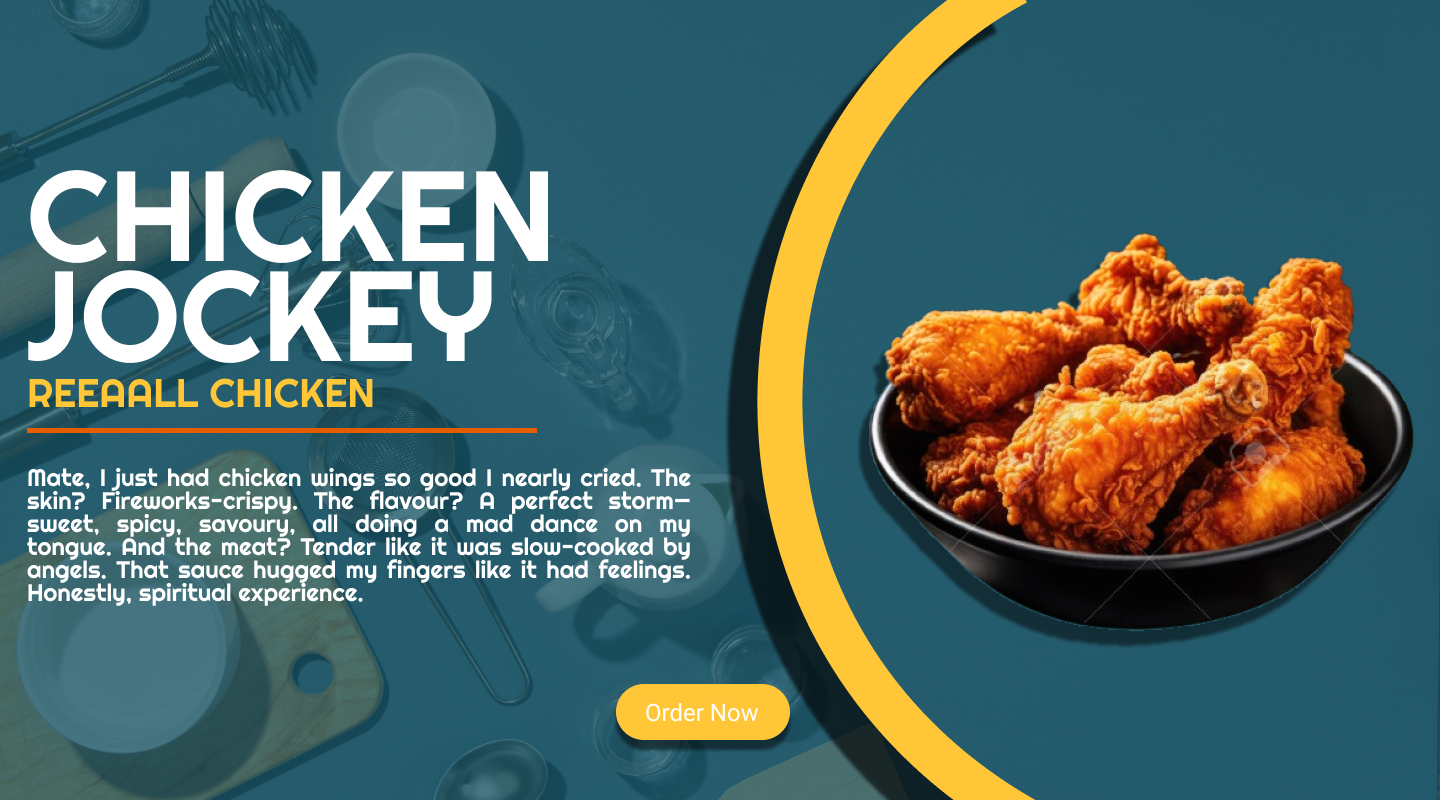 CHICKEN
JOCKEY
REEAALL CHICKEN
Mate, I just had chicken wings so good I nearly cried. The
skin? Fireworks-crispy. The flavour? A perfect storm—
sweet, spicy, savoury, all doing a mad dance on my
tongue. And the meat? Tender like it was slow-cooked by
angels. That sauce hugged my fingers like it had feelings.
Honestly, spiritual experience.
Order Now